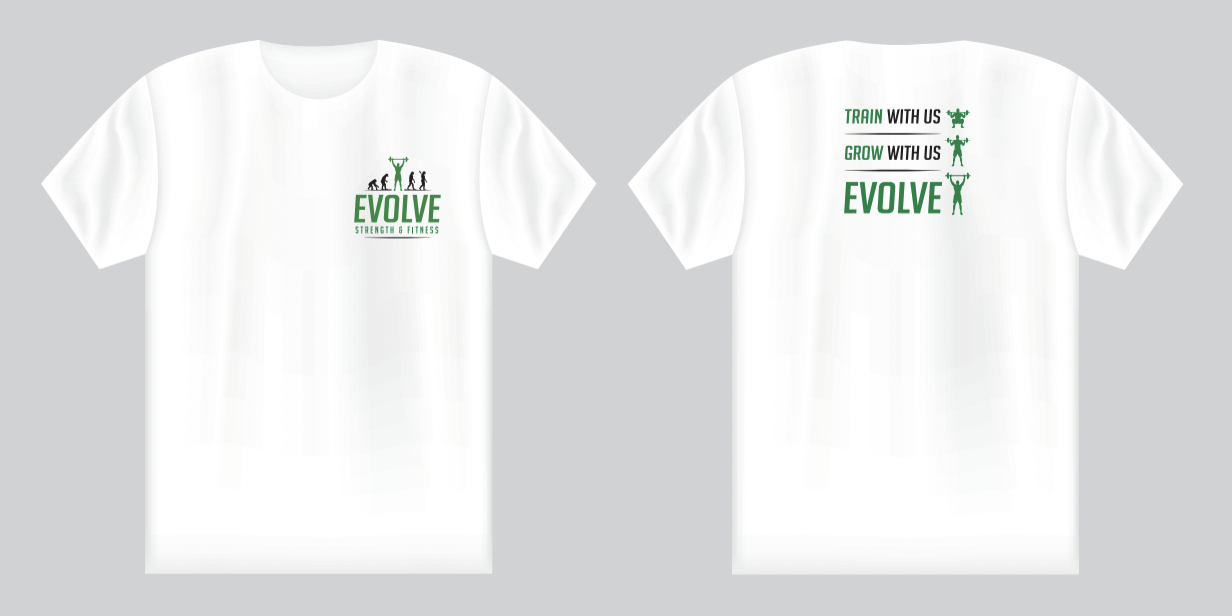 EVOLVE
STRENGTH & FITNESS
TRAIN WITH US
GROW WITH US
EVOLVE